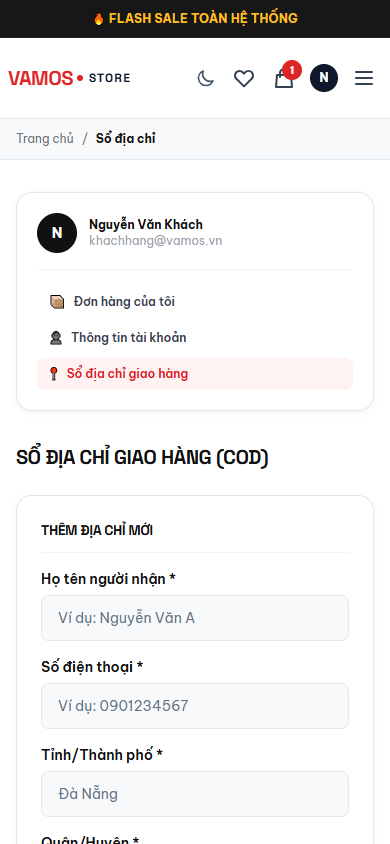 🔥 FLASH SALE TOÀN HỆ THỐNG
VAMOS • STORE
1
N
Trang chủ / Sổ địa chỉ
N
Nguyễn Văn Khách
khachhang@vamos.vn
Đơn hàng của tôi
Thông tin tài khoản
Sổ địa chỉ giao hàng
SỔ ĐỊA CHỈ GIAO HÀNG (COD)
THÊM ĐỊA CHỈ MỚI
Họ tên người nhận *
Ví dụ: Nguyễn Văn A
Số điện thoại *
Ví dụ: 0901234567
Tỉnh/Thành phố *
Đà Nẵng
Quận/Huyện *